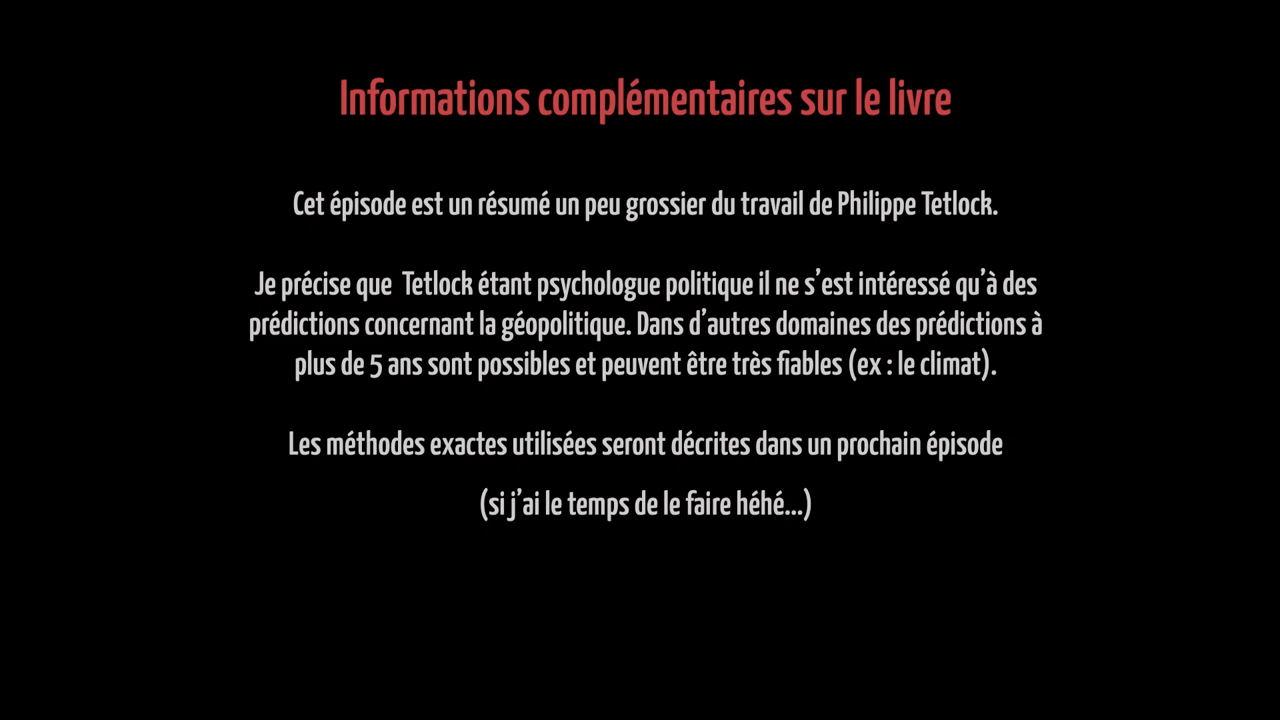 Informations complémentaires sur le livre
Cet épisode est un résumé un peu grossier du travail de Philippe Tetlock.
Je précise que  Tetlock étant psychologue politique il ne s’est intéressé qu’à des
prédictions concernant la géopolitique. Dans d’autres domaines des prédictions à
plus de 5 ans sont possibles et peuvent être très fiables (ex : le climat).
Les méthodes exactes utilisées seront décrites dans un prochain épisode
(si j’ai le temps de le faire héhé...)